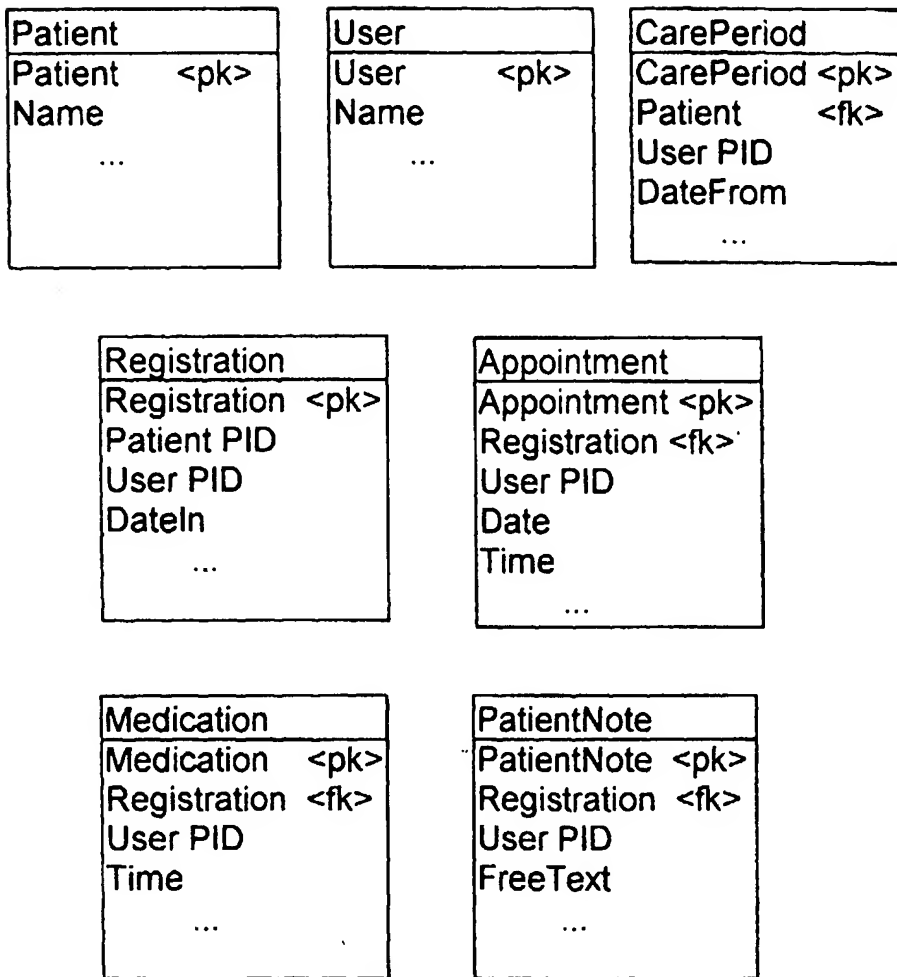 Patient
Patient <pk>
Name
...
User
User <pk>
Name
...
CarePeriod
CarePeriod <pk>
Patient <fk>
User PID
DateFrom
...
Registration
Registration <pk>
Patient PID
User PID
DateIn
...
Appointment
Appointment <pk>
Registration <fk>
User PID
Date
Time
...
Medication
Medication <pk>
Registration <fk>
User PID
Time
...
PatientNote
PatientNote <pk>
Registration <fk>
User PID
FreeText
...